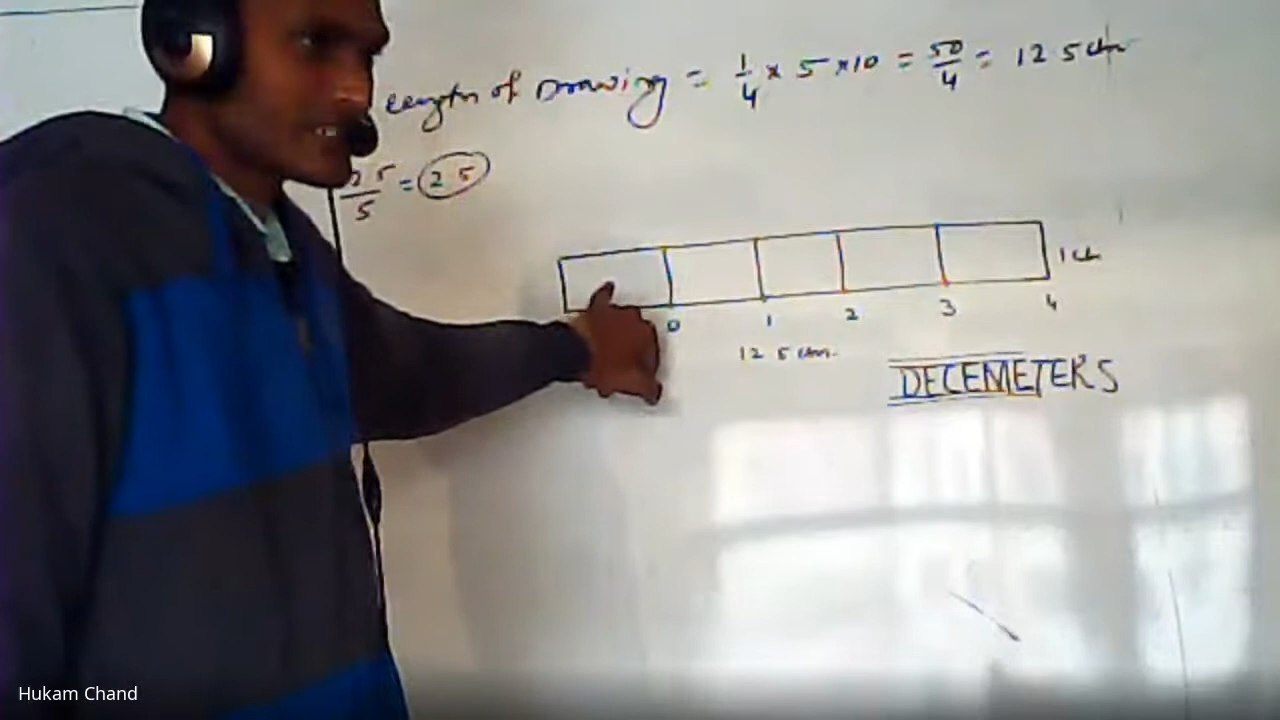 Length of Drawing = 1/4 × 5 × 10 = 50/4 = 12.5 cm
/5 = 2.5
1 cm
0 1 2 3 4
12.5 cm.
DECEMETERS
Hukam Chand